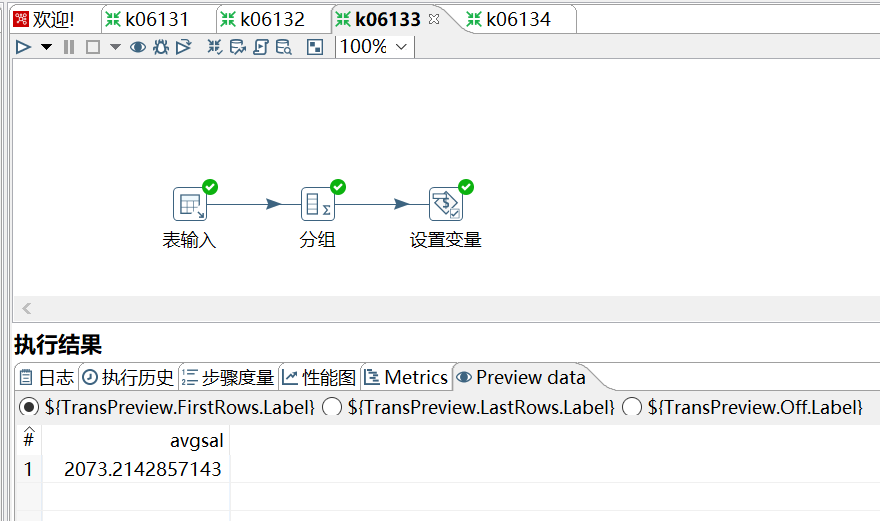 欢迎! k06131 k06132 k06133 k06134
100%
表输入 分组 设置变量
执行结果
日志 执行历史 步骤度量 性能图 Metrics Preview data
${TransPreview.FirstRows.Label} ${TransPreview.LastRows.Label} ${TransPreview.Off.Label}
# avgsal
1 2073.2142857143